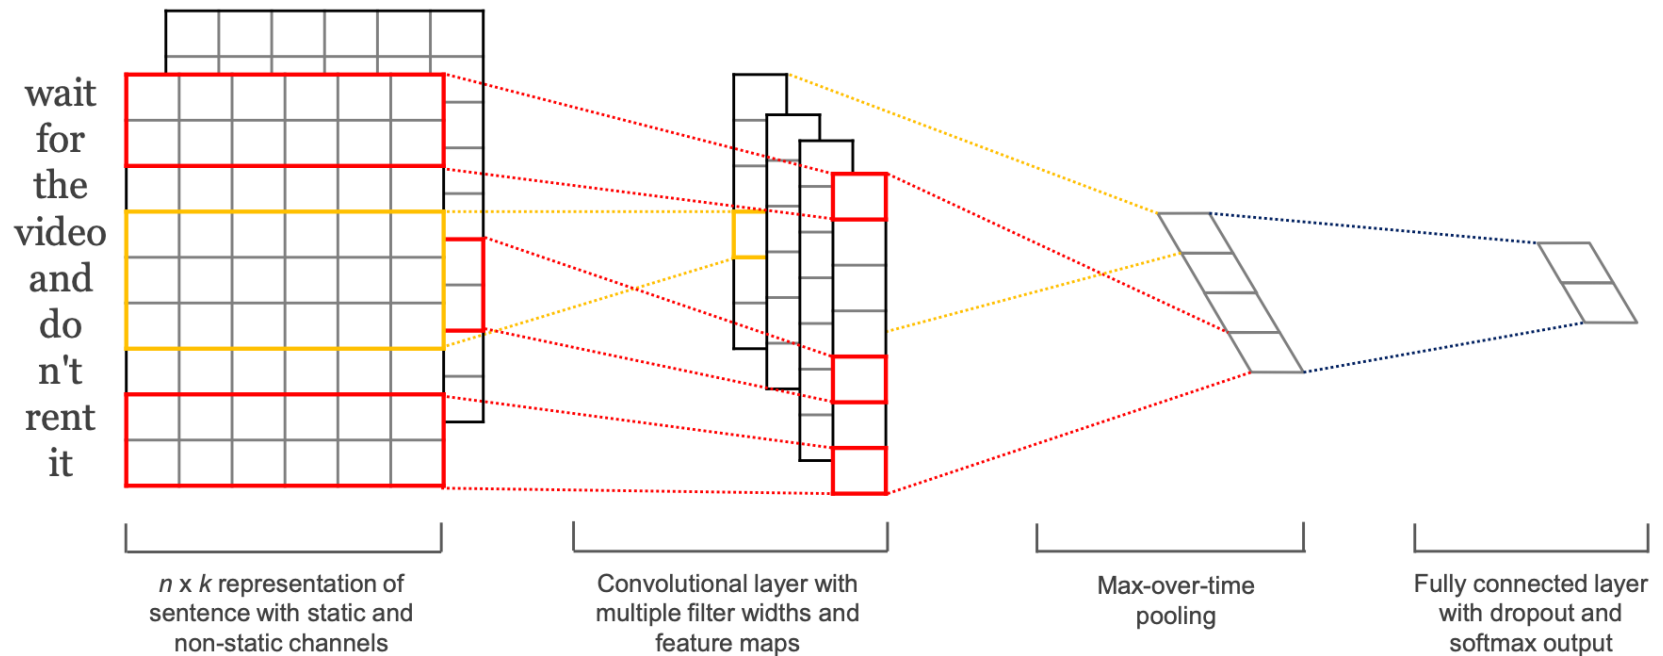 wait
for
the
video
and
do
n't
rent
it
n x k representation of
sentence with static and
non-static channels
Convolutional layer with
multiple filter widths and
feature maps
Max-over-time
pooling
Fully connected layer
with dropout and
softmax output